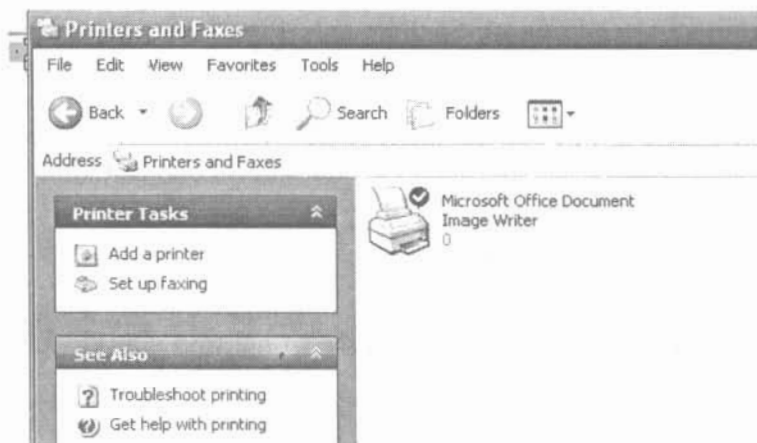 Printers and Faxes
File Edit View Favorites Tools Help
Back Search Folders
Address Printers and Faxes
Printer Tasks
Add a printer
Set up faxing
Microsoft Office Document
Image Writer
0
See Also
Troubleshoot printing
Get help with printing